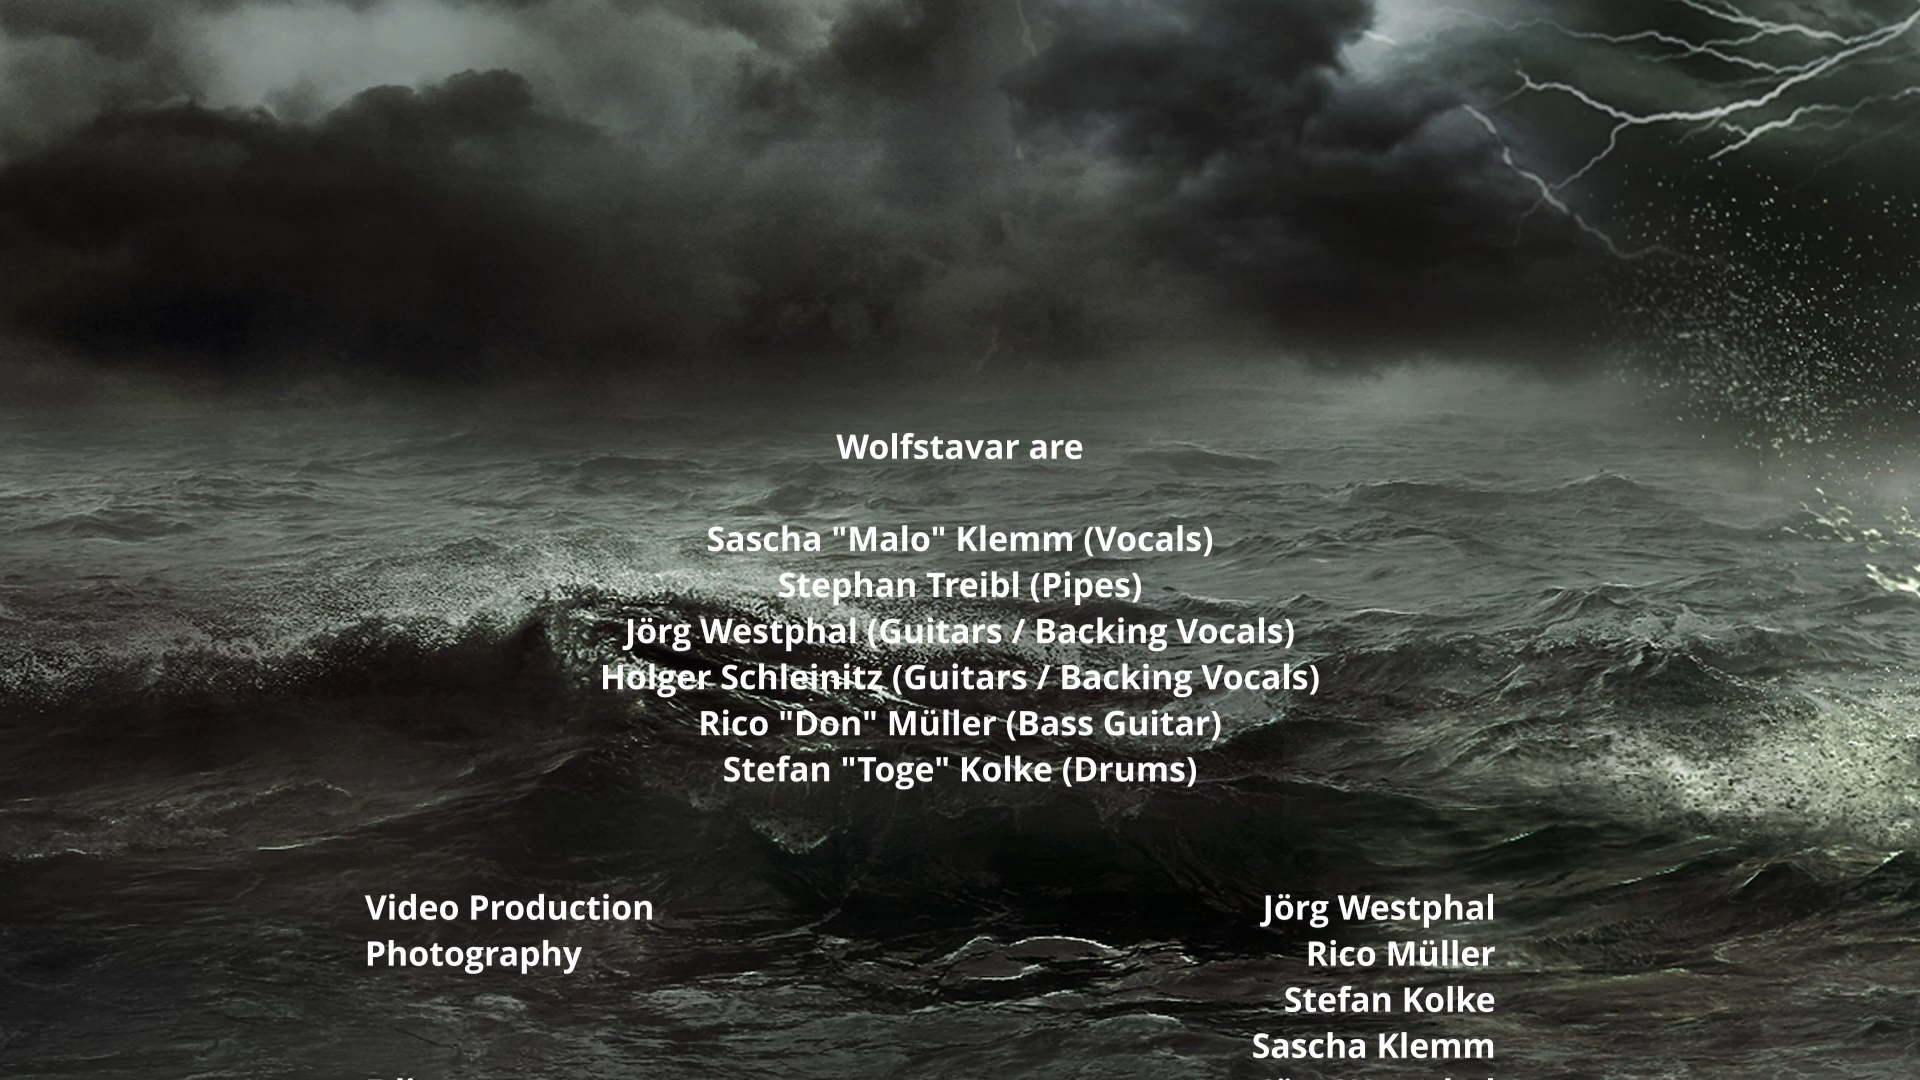 Wolfstavar are
Sascha "Malo" Klemm (Vocals)
Stephan Treibl (Pipes)
Jörg Westphal (Guitars / Backing Vocals)
Holger Schleinitz (Guitars / Backing Vocals)
Rico "Don" Müller (Bass Guitar)
Stefan "Toge" Kolke (Drums)
Video Production Jörg Westphal
Photography Rico Müller
Stefan Kolke
Sascha Klemm